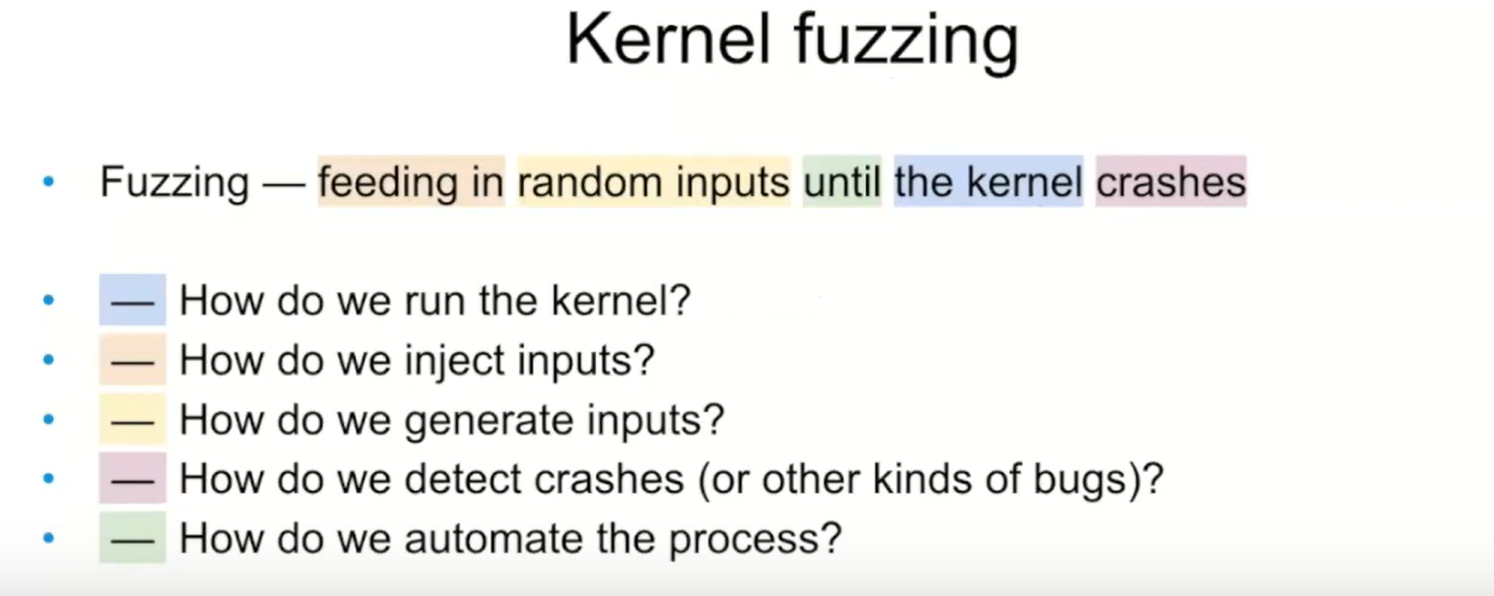 Kernel fuzzing
• Fuzzing — feeding in random inputs until the kernel crashes
• — How do we run the kernel?
• — How do we inject inputs?
• — How do we generate inputs?
• — How do we detect crashes (or other kinds of bugs)?
• — How do we automate the process?